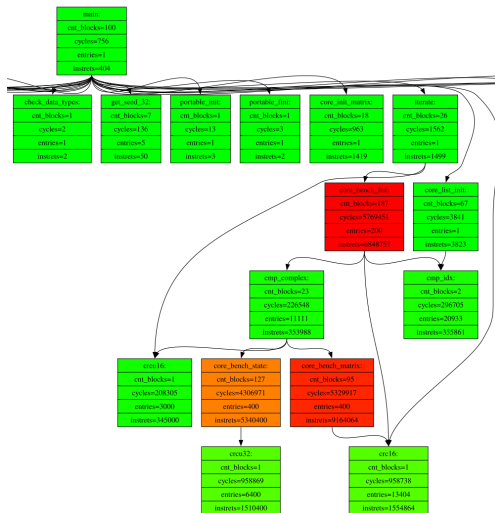 main:
cnt_blocks=100
cycles=756
entries=1
instrets=404
check_data_types:
cnt_blocks=1
cycles=2
entries=1
instrets=2
get_seed_32:
cnt_blocks=7
cycles=136
entries=5
instrets=50
portable_init:
cnt_blocks=1
cycles=13
entries=1
instrets=3
portable_fini:
cnt_blocks=1
cycles=3
entries=1
instrets=2
core_init_matrix:
cnt_blocks=18
cycles=963
entries=1
instrets=1419
iterate:
cnt_blocks=26
cycles=1562
entries=1
instrets=1499
core_bench_list:
cnt_blocks=187
cycles=5769451
entries=200
instrets=6848757
core_list_init:
cnt_blocks=67
cycles=3841
entries=1
instrets=3823
cmp_complex:
cnt_blocks=23
cycles=226548
entries=11111
instrets=353988
cmp_idx:
cnt_blocks=2
cycles=296705
entries=20933
instrets=355861
crcu16:
cnt_blocks=1
cycles=208305
entries=3000
instrets=345000
core_bench_state:
cnt_blocks=127
cycles=4306971
entries=400
instrets=5340400
core_bench_matrix:
cnt_blocks=95
cycles=5329917
entries=400
instrets=9164064
crcu32:
cnt_blocks=1
cycles=958869
entries=6400
instrets=1510400
crc16:
cnt_blocks=1
cycles=958738
entries=13404
instrets=1554864